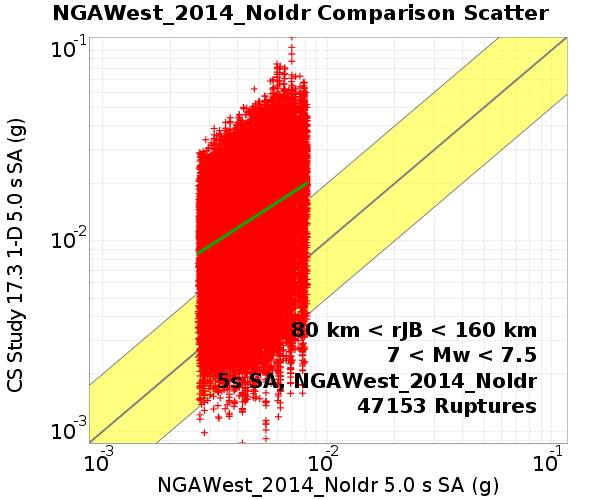 NGAWest_2014_NoIdr Comparison Scatter
CS Study 17.3 1-D 5.0 s SA (g)
10-1
10-2
10-3
80 km < rJB < 160 km
7 < Mw < 7.5
5s SA, NGAWest_2014_NoIdr
47153 Ruptures
10-3 10-2 10-1
NGAWest_2014_NoIdr 5.0 s SA (g)